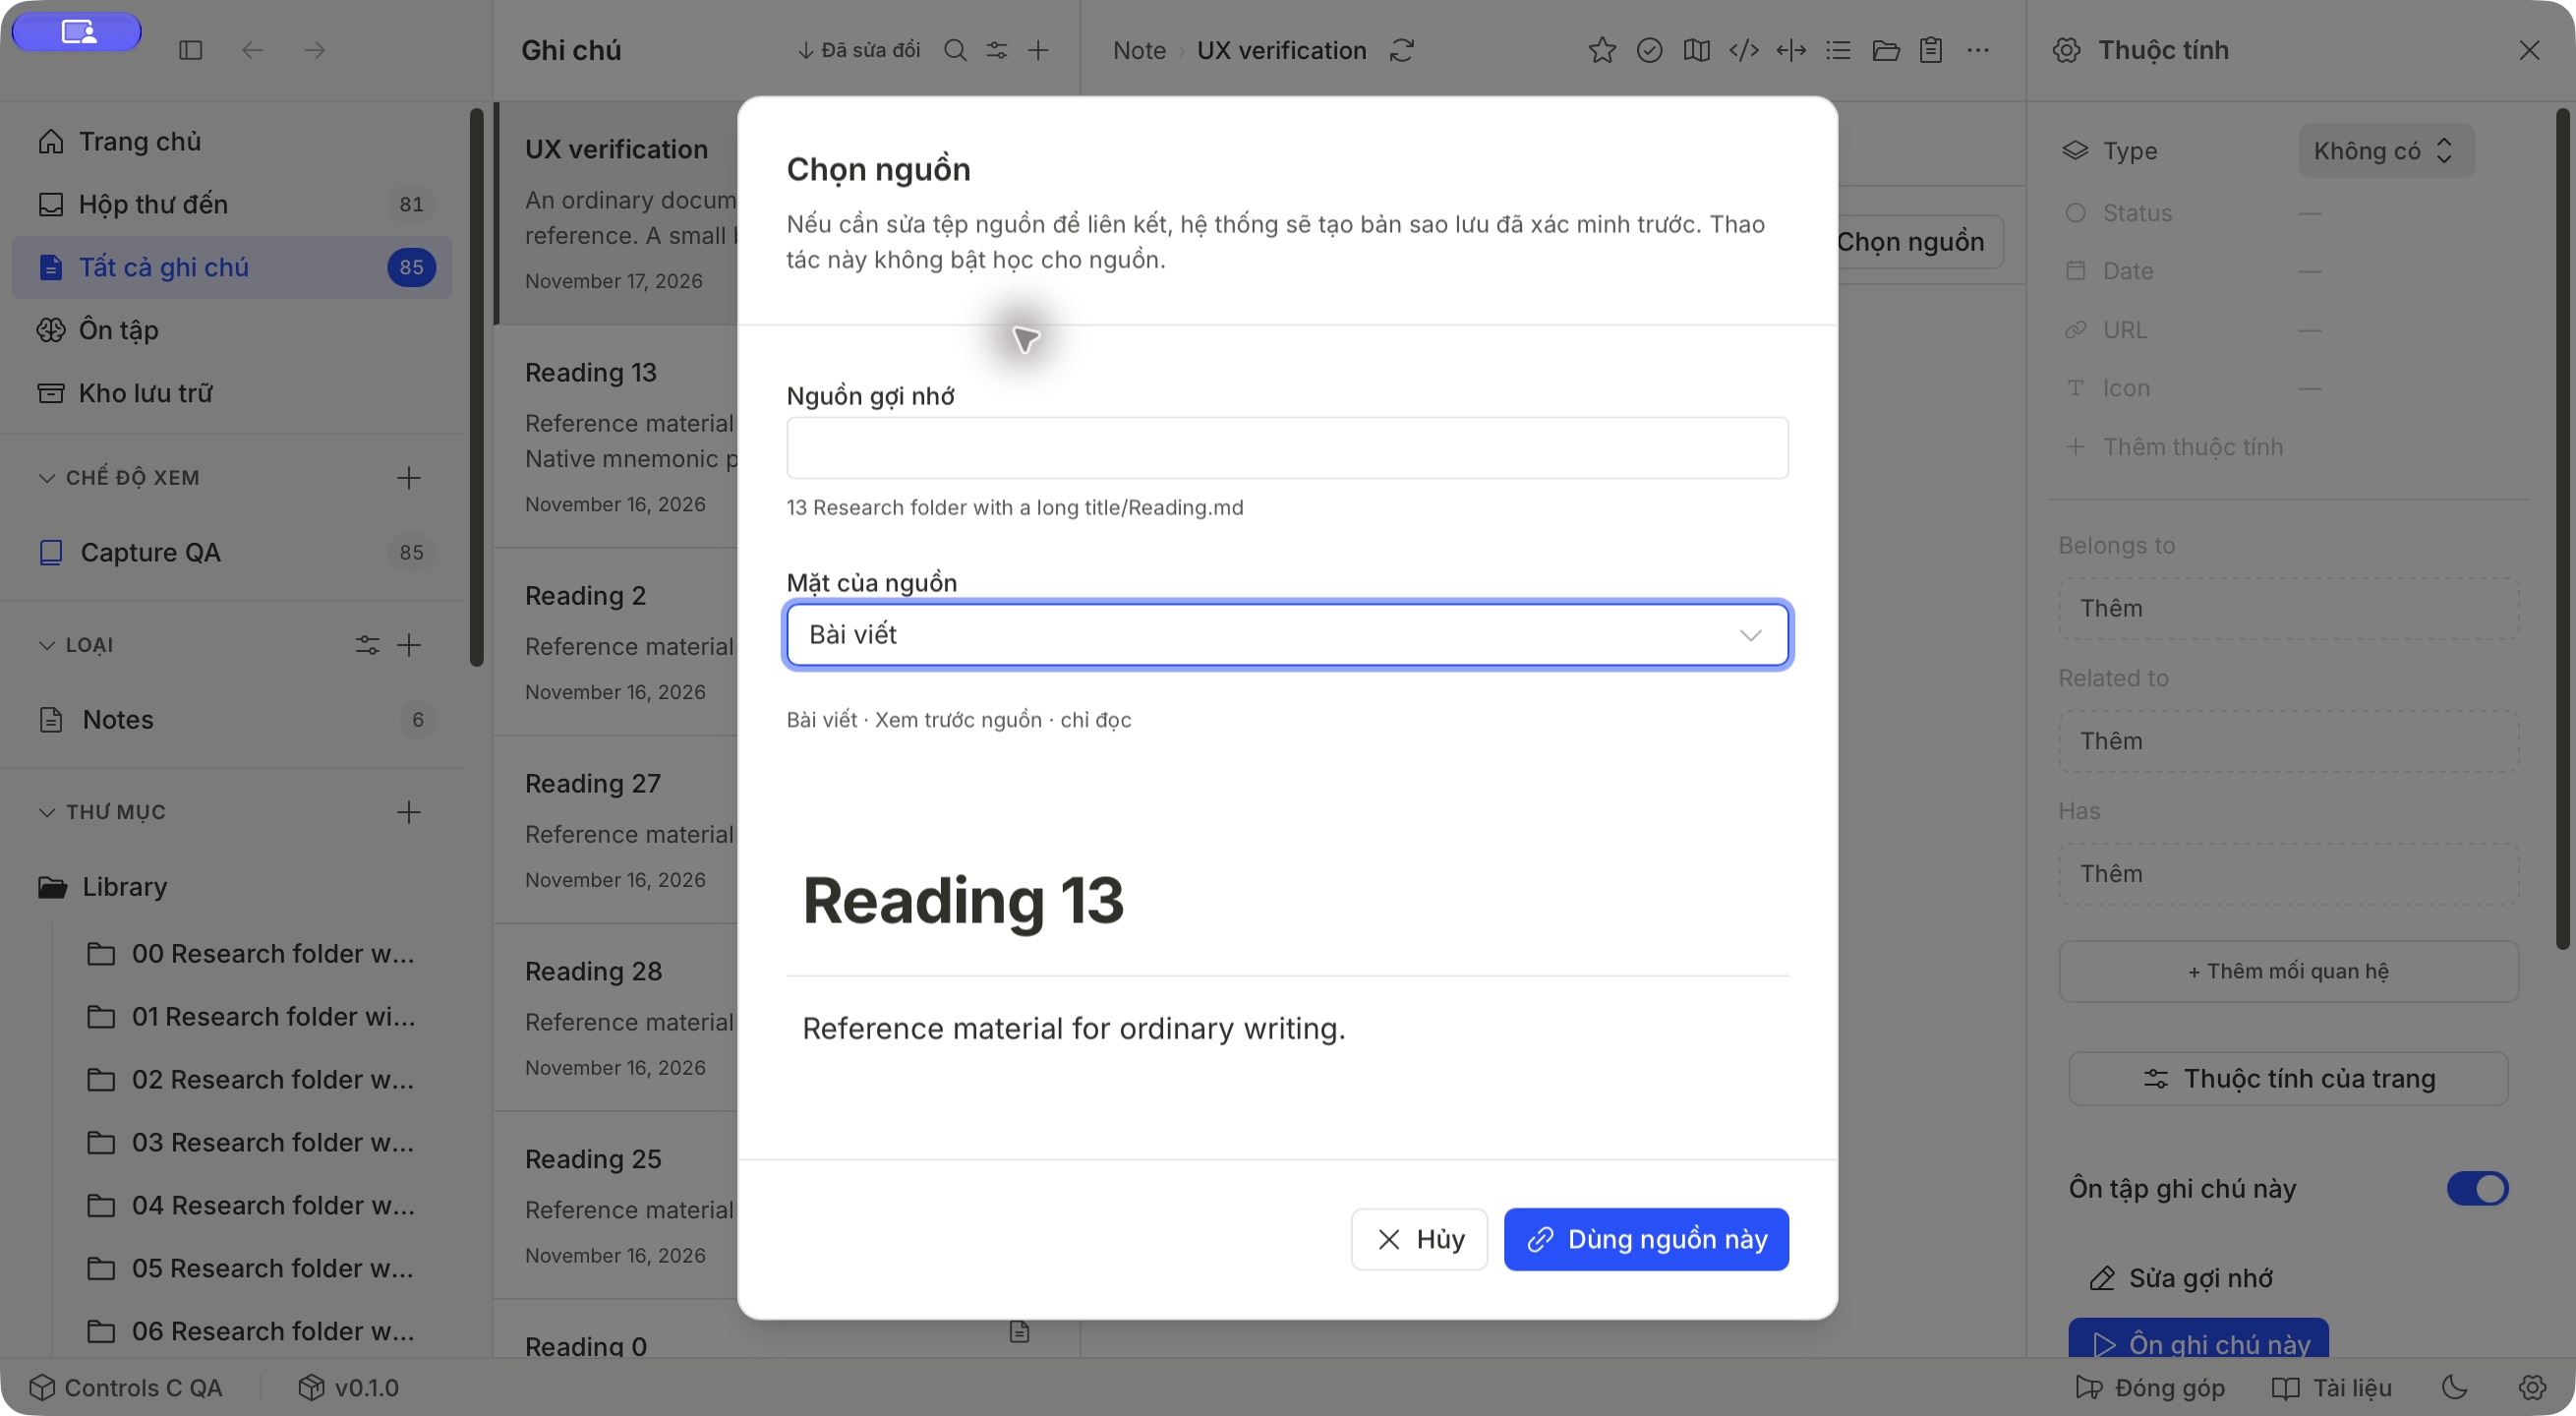 Ghi chú
Đã sửa đổi
Note › UX verification
Thuộc tính
Trang chủ
Hộp thư đến 81
Tất cả ghi chú 85
Ôn tập
Kho lưu trữ
CHẾ ĐỘ XEM
Capture QA 85
LOẠI
Notes 6
THƯ MỤC
Library
00 Research folder w...
01 Research folder wi...
02 Research folder w...
03 Research folder w...
04 Research folder w...
05 Research folder w...
06 Research folder w...
UX verification
An ordinary docum
reference. A small
November 17, 2026
Reading 13
Reference material
Native mnemonic p
November 16, 2026
Reading 2
Reference material
November 16, 2026
Reading 27
Reference material
November 16, 2026
Reading 28
Reference material
November 16, 2026
Reading 25
Reference material
November 16, 2026
Reading 0
Chọn nguồn
Chọn nguồn
Nếu cần sửa tệp nguồn để liên kết, hệ thống sẽ tạo bản sao lưu đã xác minh trước. Thao
tác này không bật học cho nguồn.
Nguồn gợi nhớ
13 Research folder with a long title/Reading.md
Mặt của nguồn
Bài viết
Bài viết · Xem trước nguồn · chỉ đọc
Reading 13
Reference material for ordinary writing.
Hủy
Dùng nguồn này
Type Không có
Status —
Date —
URL —
Icon —
Thêm thuộc tính
Belongs to
Thêm
Related to
Thêm
Has
Thêm
+ Thêm mối quan hệ
Thuộc tính của trang
Ôn tập ghi chú này
Sửa gợi nhớ
Ôn ghi chú này
Controls C QA
v0.1.0
Đóng góp
Tài liệu